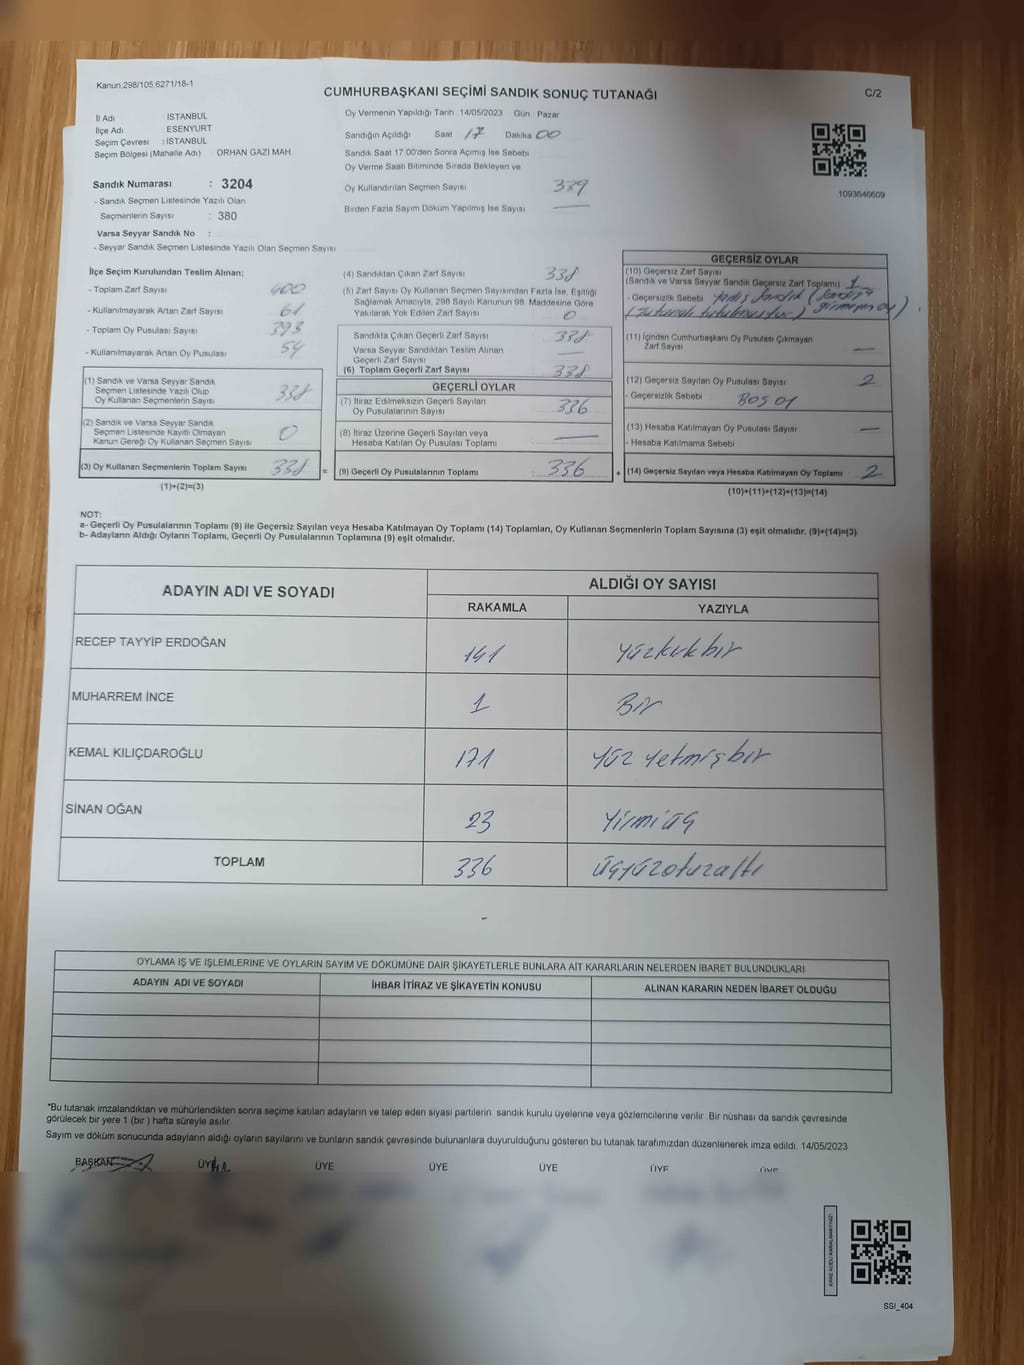 Kanun:298/105;6271/18-1
CUMHURBAŞKANI SEÇİMİ SANDIK SONUÇ TUTANAĞI
C/2
İl Adı : İSTANBUL
İlçe Adı : ESENYURT
Seçim Çevresi : İSTANBUL
Seçim Bölgesi (Mahalle Adı) : ORHAN GAZİ MAH.
Sandık Numarası : 3204
- Sandık Seçmen Listesinde Yazılı Olan
Seçmenlerin Sayısı : 380
Varsa Seyyar Sandık No :
- Seyyar Sandık Seçmen Listesinde Yazılı Olan Seçmen Sayısı
Oy Vermenin Yapıldığı Tarih :14/05/2023 Gün : Pazar
Sandığın Açıldığı Saat 17 Dakika 00
Sandık Saat 17.00'den Sonra Açımış İse Sebebi
Oy Verme Saati Bitiminde Sırada Bekleyen ve
Oy Kullandırılan Seçmen Sayısı 339
Birden Fazla Sayım Döküm Yapılmış İse Sayısı —
1093646609
İlçe Seçim Kurulundan Teslim Alınan;
- Toplam Zarf Sayısı 400
- Kullanılmayarak Artan Zarf Sayısı 61
- Toplam Oy Pusulası Sayısı 393
- Kullanılmayarak Artan Oy Pusulası 54
(1) Sandık ve Varsa Seyyar Sandık
Seçmen Listesinde Yazılı Olup
Oy Kullanan Seçmenlerin Sayısı 338
(2) Sandık ve Varsa Seyyar Sandık
Seçmen Listesinde Kayıtlı Olmayan
Kanun Gereği Oy Kullanan Seçmen Sayısı 0
(3) Oy Kullanan Seçmenlerin Toplam Sayısı 338 =
(1)+(2)=(3)
(4) Sandıktan Çıkan Zarf Sayısı 338
(5) Zarf Sayısı Oy Kullanan Seçmen Sayısından Fazla İse, Eşitliği
Sağlamak Amacıyla, 298 Sayılı Kanunun 98. Maddesine Göre
Yakılarak Yok Edilen Zarf Sayısı 0
Sandıkta Çıkan Geçerli Zarf Sayısı 338
Varsa Seyyar Sandıktan Teslim Alınan
Geçerli Zarf Sayısı —
(6) Toplam Geçerli Zarf Sayısı 338
GEÇERLİ OYLAR
(7) İtiraz Edilmeksizin Geçerli Sayılan
Oy Pusulalarının Sayısı 336
(8) İtiraz Üzerine Geçerli Sayılan veya
Hesaba Katılan Oy Pusulası Toplamı —
(9) Geçerli Oy Pusulalarının Toplamı : 336 +
GEÇERSİZ OYLAR
(10) Geçersiz Zarf Sayısı
(Sandık ve Varsa Seyyar Sandık Geçersiz Zarf Toplamı) 1
- Geçersizlik Sebebi Yanlış Sandık (Sandığa girmeyen oy)
(Tutanak tutulmuştur)
(11) İçinden Cumhurbaşkanı Oy Pusulası Çıkmayan
Zarf Sayısı —
(12) Geçersiz Sayılan Oy Pusulası Sayısı 2
- Geçersizlik Sebebi BOŞ OY
(13) Hesaba Katılmayan Oy Pusulası Sayısı —
- Hesaba Katılmama Sebebi
(14) Geçersiz Sayılan veya Hesaba Katılmayan Oy Toplamı 2
(10)+(11)+(12)+(13)=(14)
NOT:
a- Geçerli Oy Pusulalarının Toplamı (9) ile Geçersiz Sayılan veya Hesaba Katılmayan Oy Toplamı (14) Toplamları, Oy Kullanan Seçmenlerin Toplam Sayısına (3) eşit olmalıdır. (9)+(14)=(3)
b- Adayların Aldığı Oyların Toplamı, Geçerli Oy Pusulalarının Toplamına (9) eşit olmalıdır.
ADAYIN ADI VE SOYADI
ALDIĞI OY SAYISI
RAKAMLA YAZIYLA
RECEP TAYYİP ERDOĞAN 141 Yüzkırkbir
MUHARREM İNCE 1 Bir
KEMAL KILIÇDAROĞLU 171 Yüz Yetmişbir
SİNAN OĞAN 23 Yirmiüç
TOPLAM 336 Üçyüzotuzaltı
OYLAMA İŞ VE İŞLEMLERİNE VE OYLARIN SAYIM VE DÖKÜMÜNE DAİR ŞİKAYETLERLE BUNLARA AİT KARARLARIN NELERDEN İBARET BULUNDUKLARI
ADAYIN ADI VE SOYADI İHBAR İTİRAZ VE ŞİKAYETİN KONUSU ALINAN KARARIN NEDEN İBARET OLDUĞU
*Bu tutanak imzalandıktan ve mühürlendikten sonra seçime katılan adayların ve talep eden siyasi partilerin sandık kurulu üyelerine veya gözlemcilerine verilir .Bir nüshası da sandık çevresinde
görülecek bir yere 1 (bir ) hafta süreyle asılır.
Sayım ve döküm sonucunda adayların aldığı oyların sayılarını ve bunların sandık çevresinde bulunanlara duyurulduğunu gösteren bu tutanak tarafımızdan düzenlenerek imza edildi. 14/05/2023
BAŞKAN ÜYE ÜYE ÜYE ÜYE ÜYE ÜYE
SSI_404